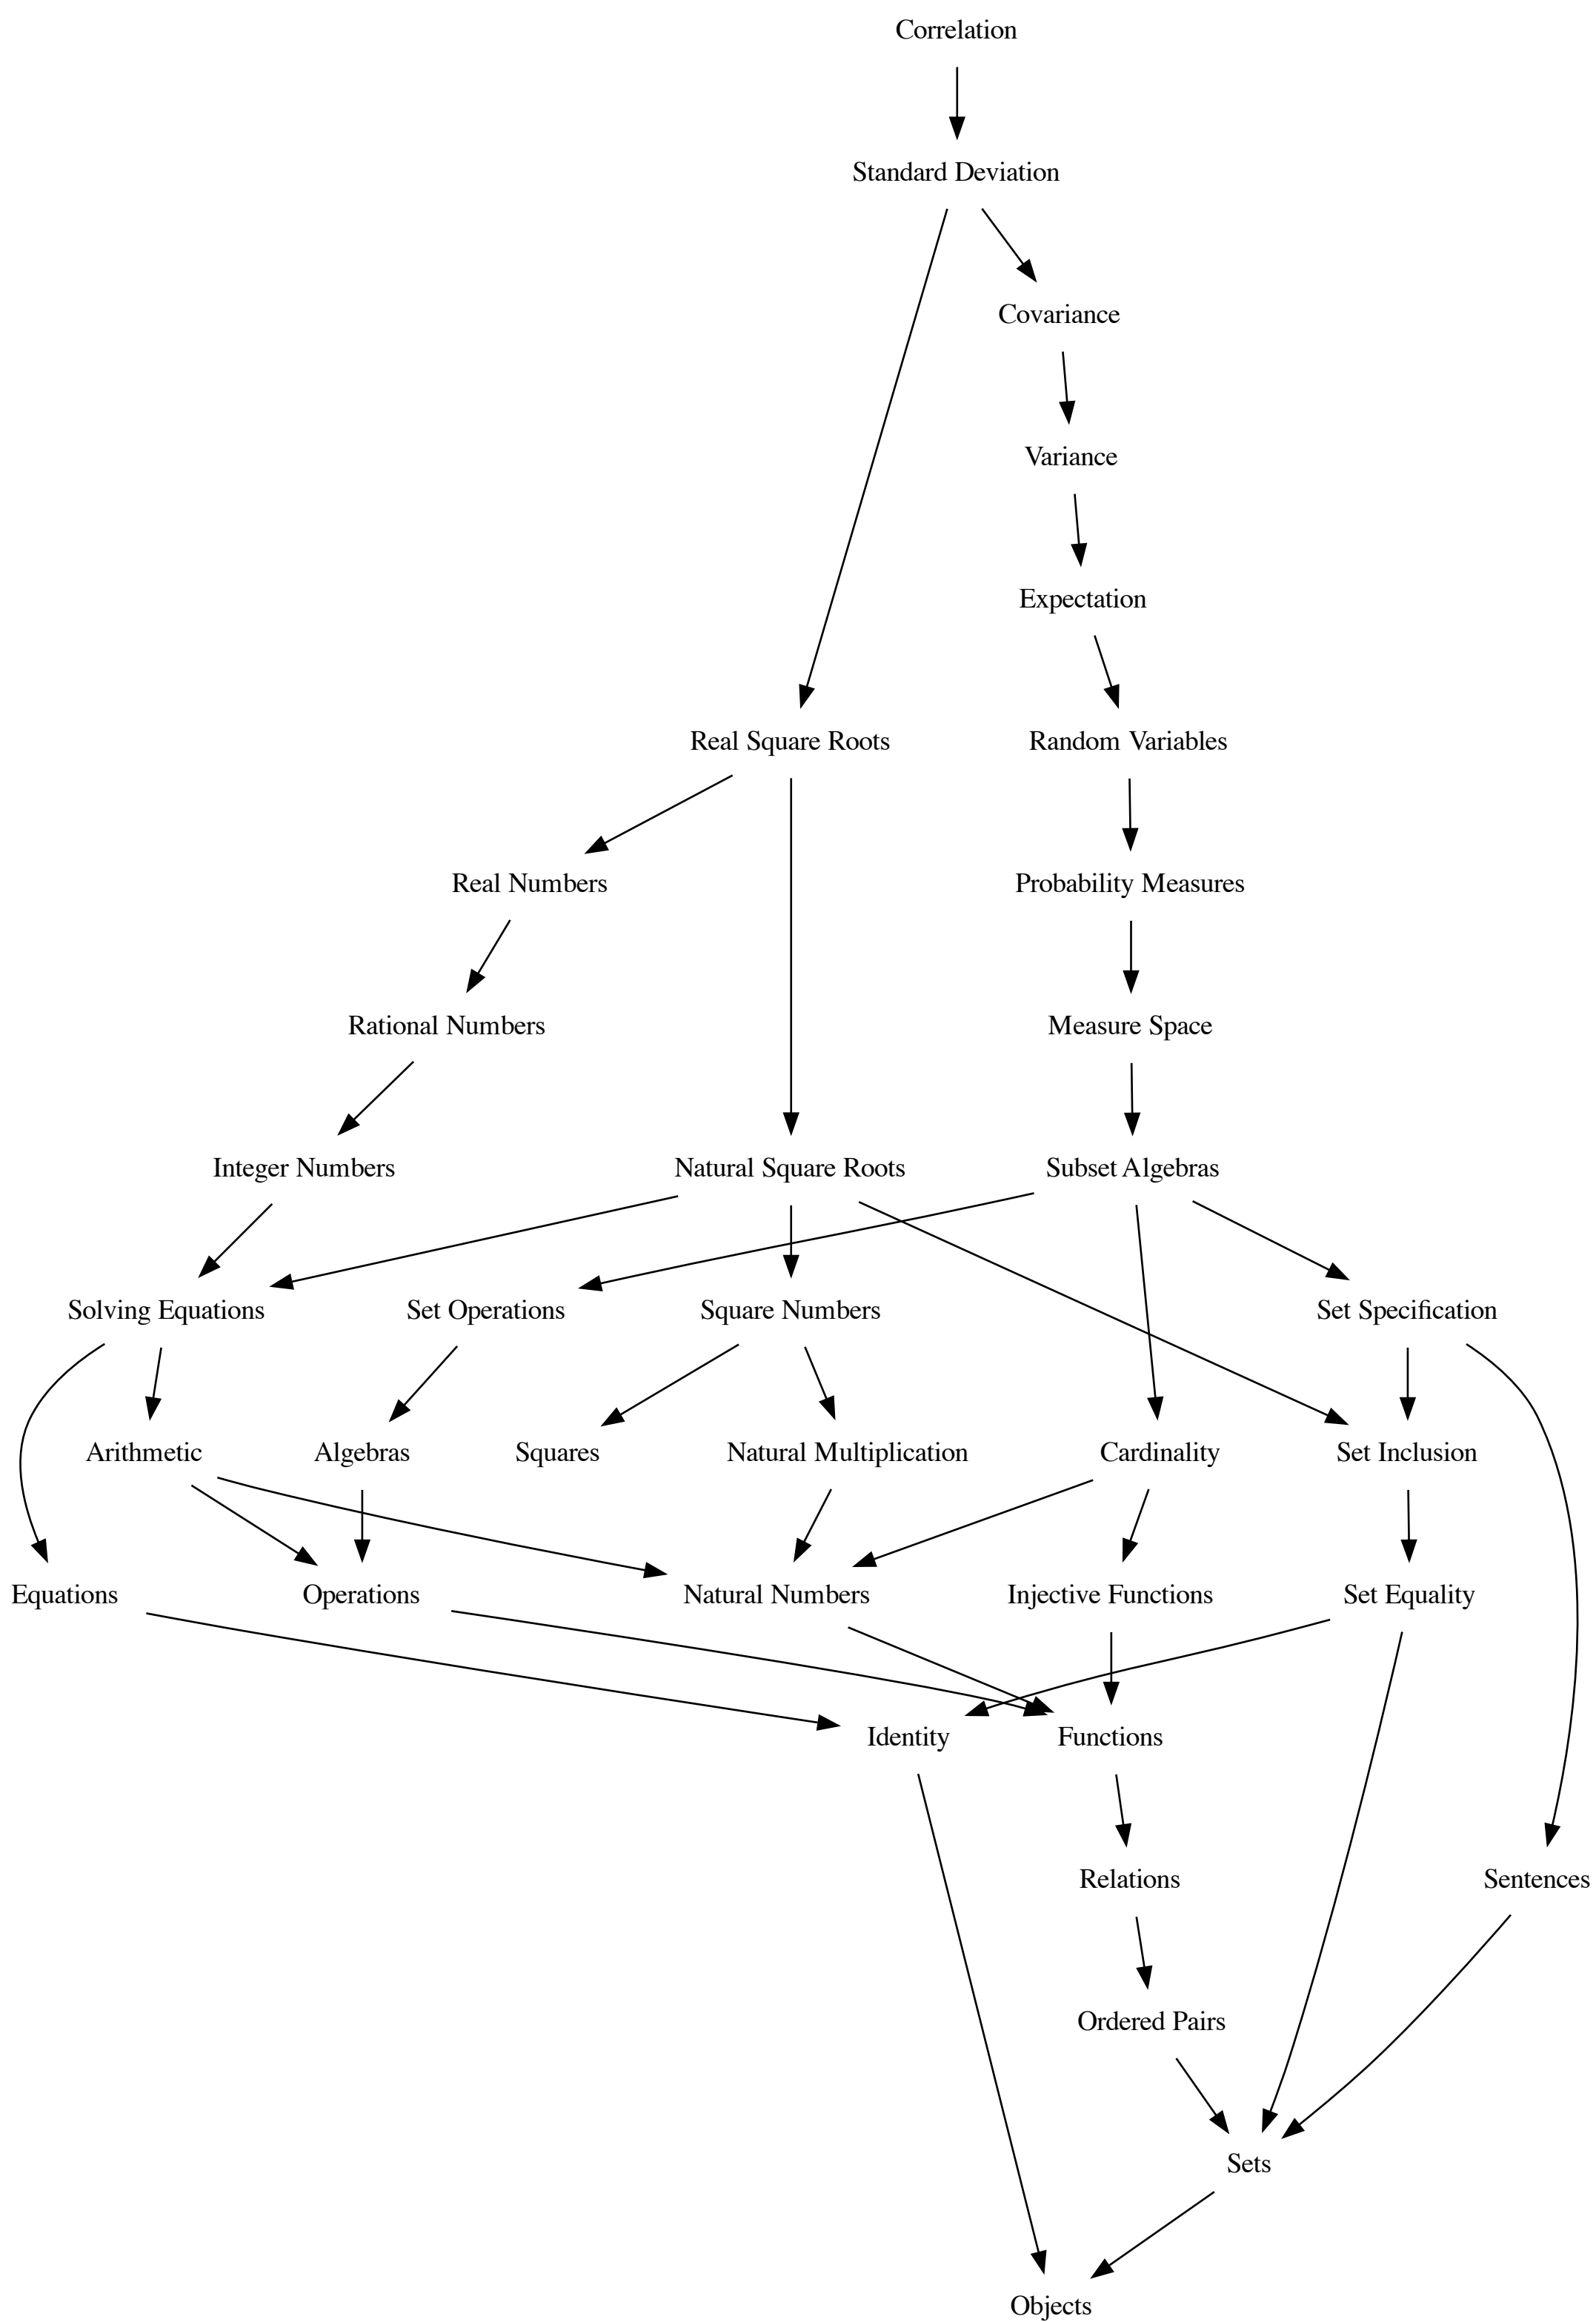 Correlation
Standard Deviation
Covariance
Variance
Expectation
Real Square Roots
Random Variables
Real Numbers
Probability Measures
Rational Numbers
Measure Space
Integer Numbers
Natural Square Roots
Subset Algebras
Solving Equations
Set Operations
Square Numbers
Set Specification
Arithmetic
Algebras
Squares
Natural Multiplication
Cardinality
Set Inclusion
Equations
Operations
Natural Numbers
Injective Functions
Set Equality
Identity
Functions
Relations
Sentences
Ordered Pairs
Sets
Objects